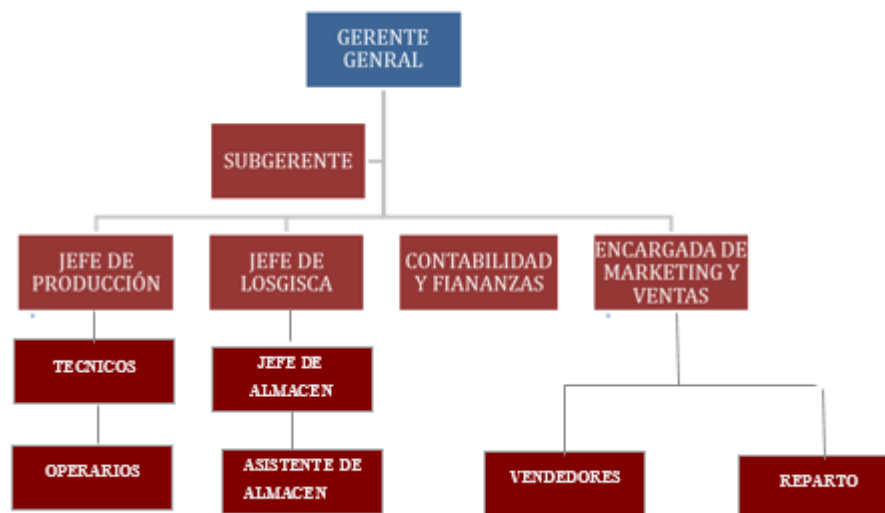 GERENTE
GENRAL
SUBGERENTE
JEFE DE
PRODUCCIÓN
JEFE DE
LOSGISCA
CONTABILIDAD
Y FIANANZAS
ENCARGADA DE
MARKETING Y
VENTAS
TECNICOS
JEFE DE
ALMACEN
OPERARIOS
ASISTENTE DE
ALMACEN
VENDEDORES
REPARTO